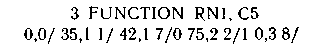 3 FUNCTION RN1, C5
0,0/ 35,1 1/ 42,1 7/0 75,2 2/1 0,3 8/